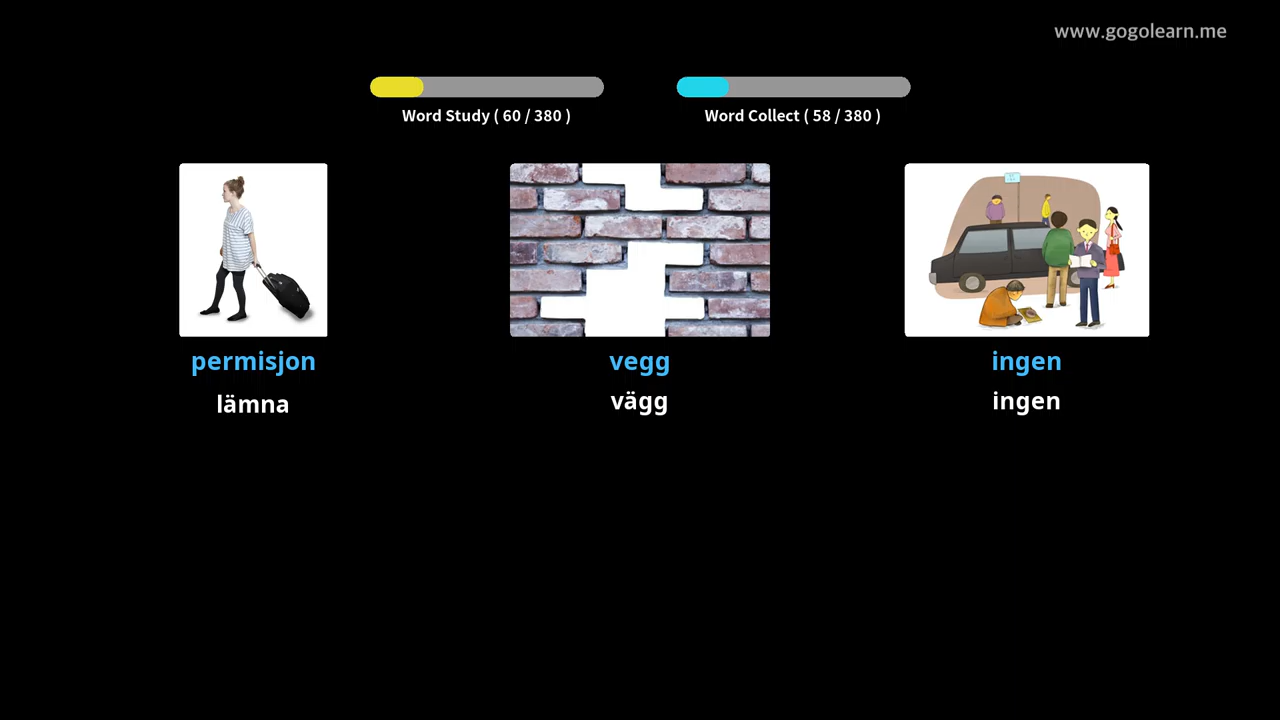 www.gogolearn.me
Word Study ( 60 / 380 )
Word Collect ( 58 / 380 )
permisjon
lämna
vegg
vägg
ingen
ingen